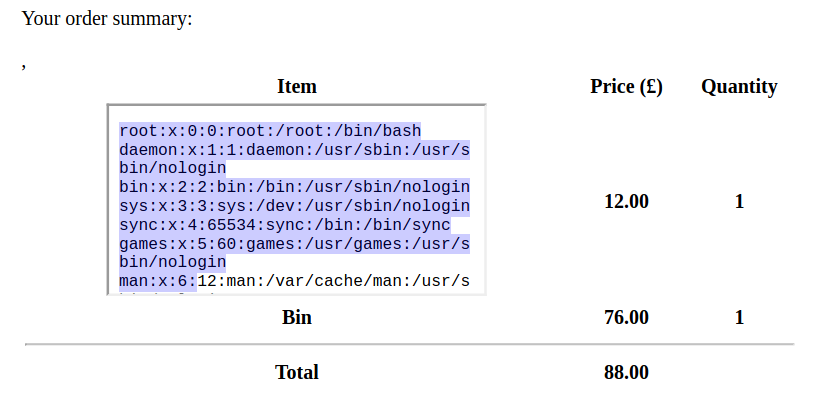 Your order summary:
,
Item Price (£) Quantity
root:x:0:0:root:/root:/bin/bash
daemon:x:1:1:daemon:/usr/sbin:/usr/s
bin/nologin
bin:x:2:2:bin:/bin:/usr/sbin/nologin
sys:x:3:3:sys:/dev:/usr/sbin/nologin
sync:x:4:65534:sync:/bin:/bin/sync
games:x:5:60:games:/usr/games:/usr/s
bin/nologin
man:x:6:12:man:/var/cache/man:/usr/s
12.00 1
Bin 76.00 1
Total 88.00